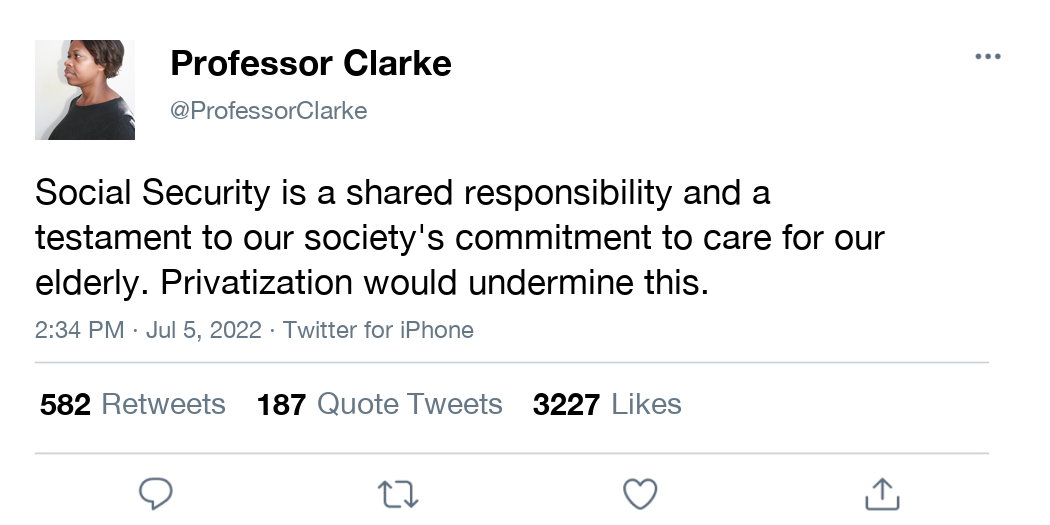 Professor Clarke
@ProfessorClarke
Social Security is a shared responsibility and a
testament to our society's commitment to care for our
elderly. Privatization would undermine this.
2:34 PM · Jul 5, 2022 · Twitter for iPhone
582 Retweets 187 Quote Tweets 3227 Likes